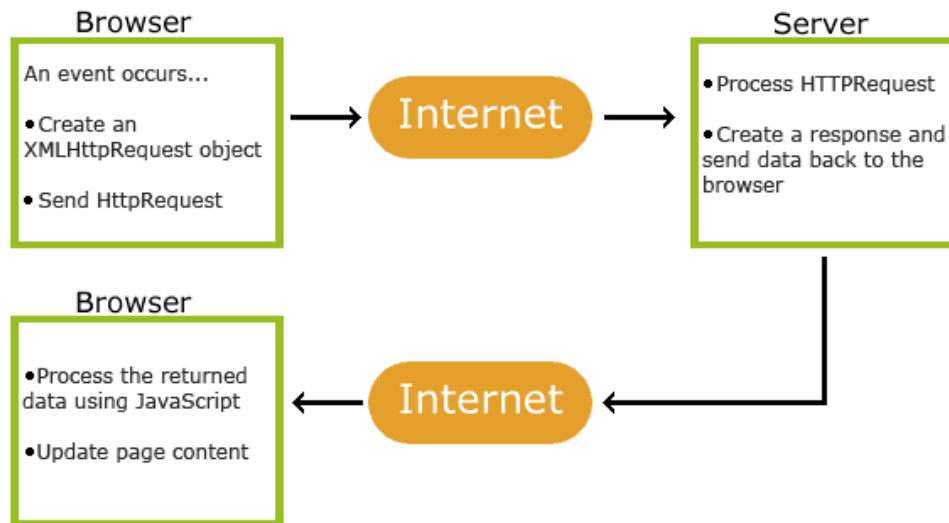 Browser
An event occurs...
•Create an
XMLHttpRequest object
•Send HttpRequest
Internet
Server
•Process HTTPRequest
•Create a response and
send data back to the
browser
Browser
•Process the returned
data using JavaScript
•Update page content
Internet